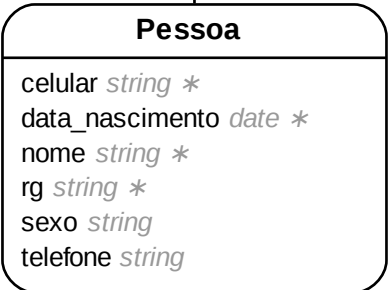 Pessoa
celular string ∗
data_nascimento date ∗
nome string ∗
rg string ∗
sexo string
telefone string